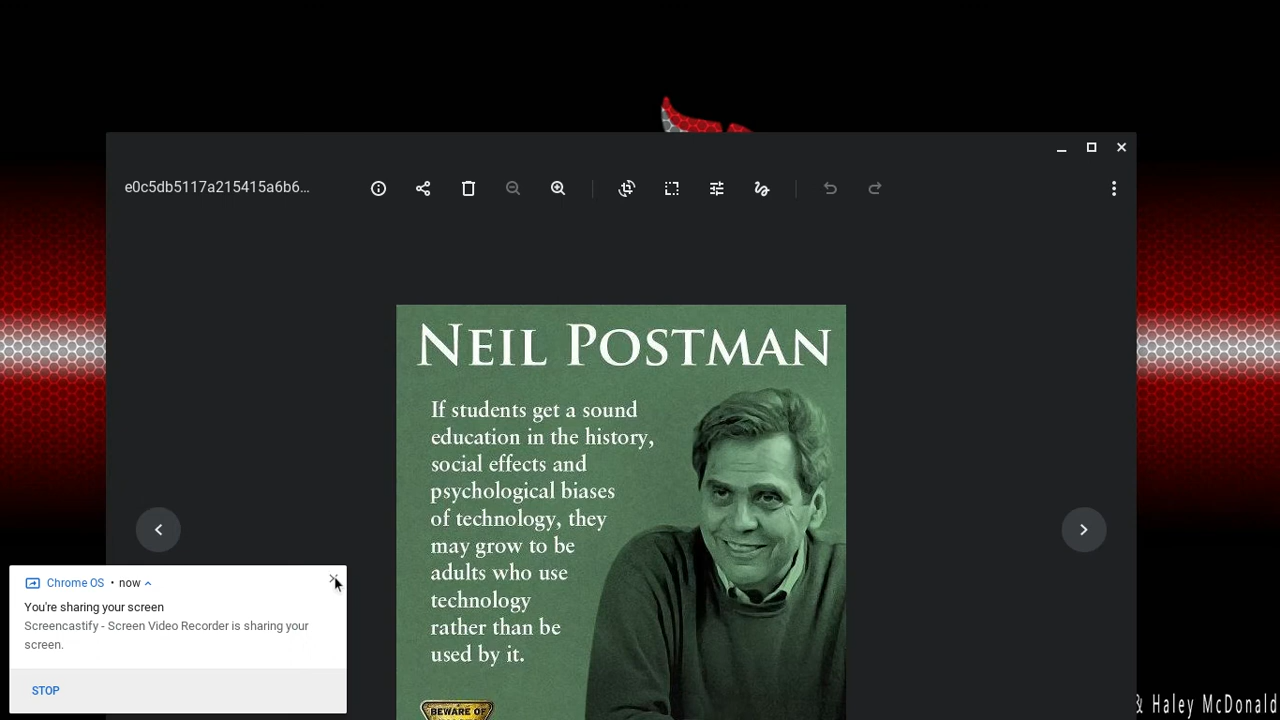 e0c5db5117a215415a6b6...
NEIL POSTMAN
If students get a sound
education in the history,
social effects and
psychological biases
of technology, they
may grow to be
adults who use
technology
rather than be
used by it.
BEWARE OF
Chrome OS • now
You're sharing your screen
Screencastify - Screen Video Recorder is sharing your
screen.
STOP
& Haley McDonald